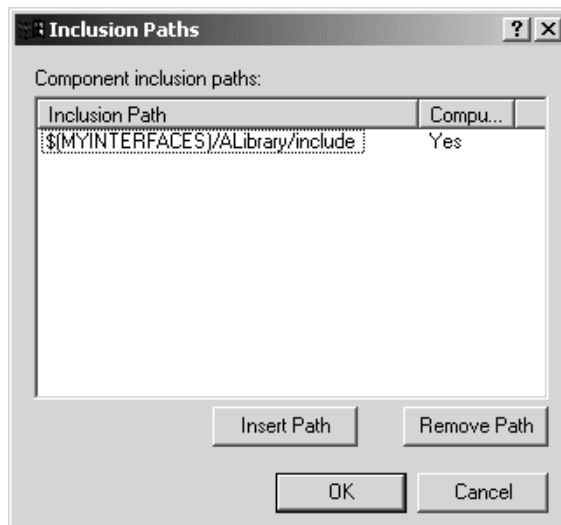 Inclusion Paths
Component inclusion paths:
Inclusion Path Compu...
$(MYINTERFACES)/ALibrary/include Yes
Insert Path Remove Path
OK Cancel